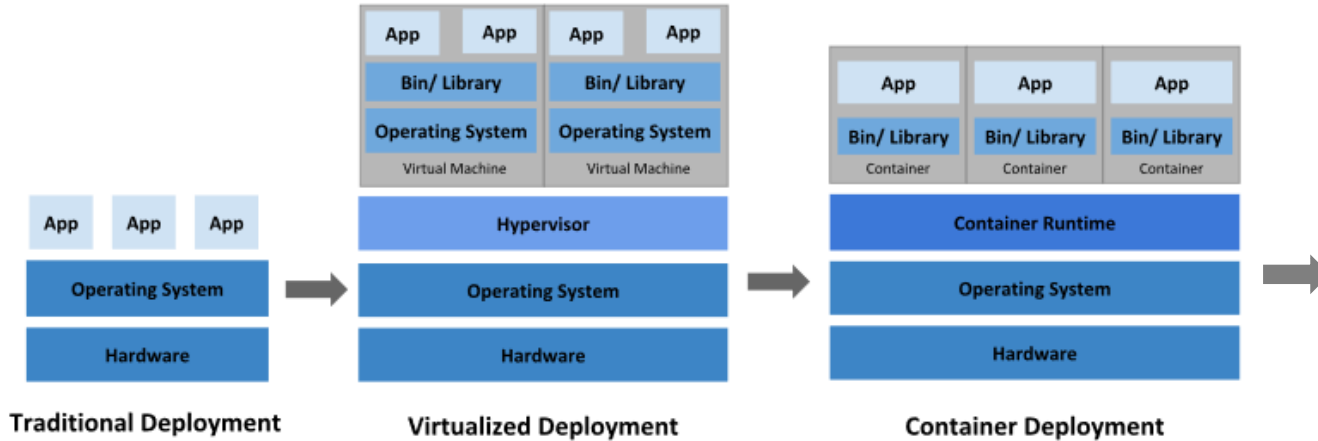 App App App
Operating System
Hardware
Traditional Deployment
App App App App
Bin/ Library Bin/ Library
Operating System Operating System
Virtual Machine Virtual Machine
Hypervisor
Operating System
Hardware
Virtualized Deployment
App App App
Bin/ Library Bin/ Library Bin/ Library
Container Container Container
Container Runtime
Operating System
Hardware
Container Deployment